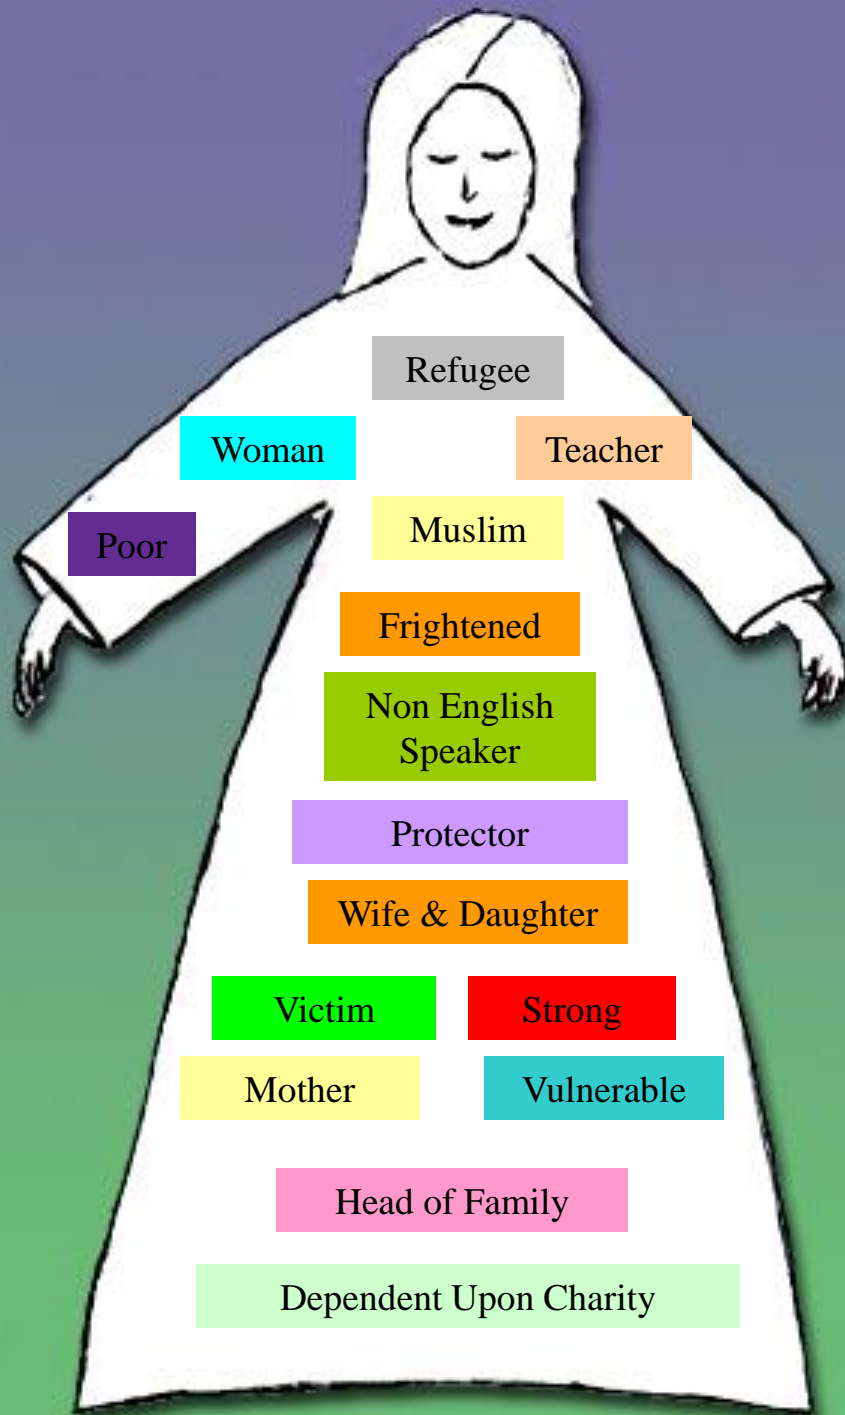 Refugee
Woman
Teacher
Poor
Muslim
Frightened
Non English
Speaker
Protector
Wife & Daughter
Victim
Strong
Mother
Vulnerable
Head of Family
Dependent Upon Charity